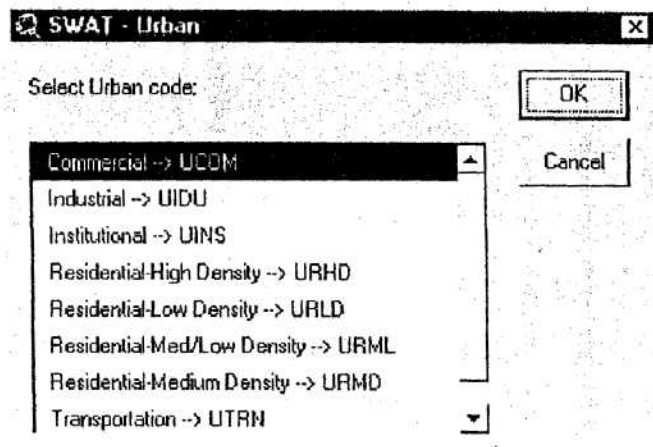 SWAT - Urban
Select Urban code:
OK
Cancel
Commercial --> UCOM
Industrial --> UIDU
Institutional --> UINS
Residential-High Density --> URHD
Residential-Low Density --> URLD
Residential-Med/Low Density --> URML
Residential-Medium Density --> URMD
Transportation --> UTRN